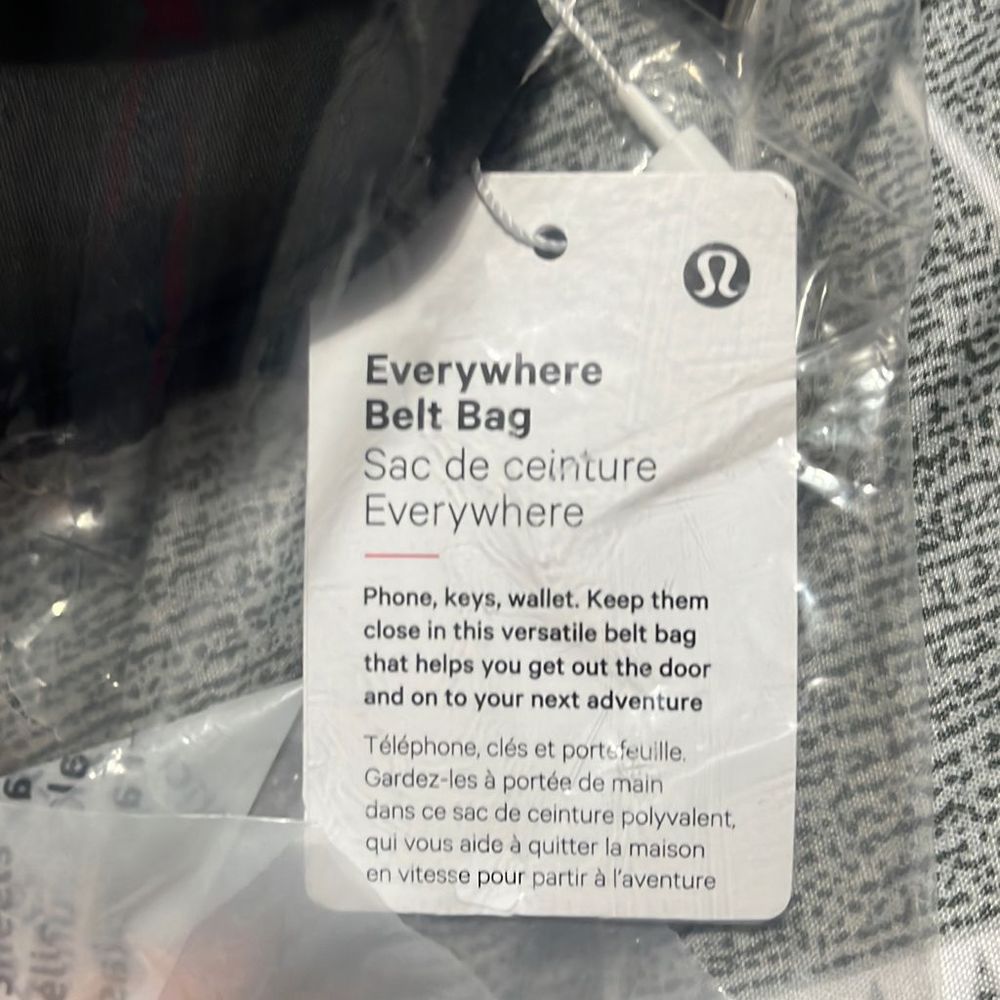 Everywhere
Belt Bag
Sac de ceinture
Everywhere
Phone, keys, wallet. Keep them
close in this versatile belt bag
that helps you get out the door
and on to your next adventure
Téléphone, clés et portefeuille.
Gardez-les à portée de main
dans ce sac de ceinture polyvalent,
qui vous aide à quitter la maison
en vitesse pour partir à l'aventure